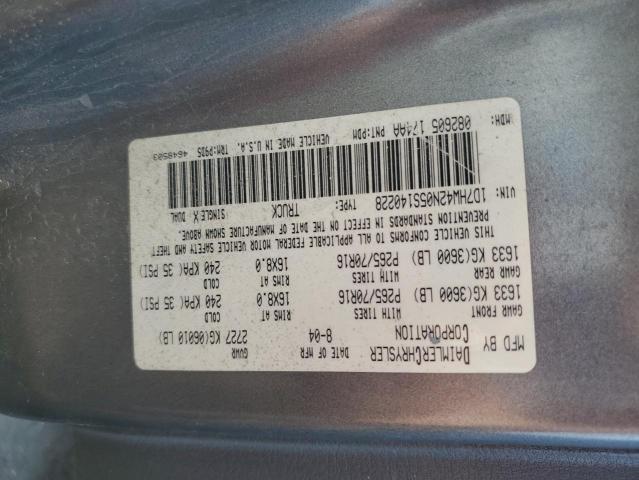 MFD BY DAIMLERCHRYSLER CORPORATION DATE OF MFR 8-04 GVWR 2727 KG(06010 LB)
GAWR FRONT WITH TIRES RIMS AT COLD
1633 KG(3600 LB) P265/70R16 16X8.0 240 KPA( 35 PSI)
GAWR REAR WITH TIRES RIMS AT COLD
1633 KG(3600 LB) P265/70R16 16X8.0 240 KPA( 35 PSI)
THIS VEHICLE CONFORMS TO ALL APPLICABLE FEDERAL MOTOR VEHICLE SAFETY AND THEFT
PREVENTION STANDARDS IN EFFECT ON THE DATE OF MANUFACTURE SHOWN ABOVE.
VIN: 1D7HW42N05S140228 TYPE: TRUCK SINGLE X DUAL
MDH: 082605 174AA PNT:PDM VEHICLE MADE IN U.S.A. TRM:P9DS 4648503